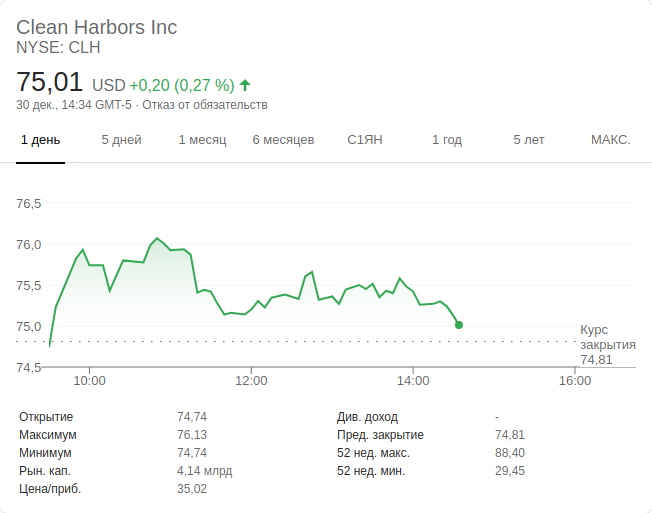 Clean Harbors Inc
NYSE: CLH
75,01 USD +0,20 (0,27 %)
30 дек., 14:34 GMT-5 · Отказ от обязательств
1 день 5 дней 1 месяц 6 месяцев С1ЯН 1 год 5 лет МАКС.
76,5
76,0
75,5
75,0
74,5
Курс
закрытия
74,81
10:00 12:00 14:00 16:00
Открытие 74,74 Див. доход -
Максимум 76,13 Пред. закрытие 74,81
Минимум 74,74 52 нед. макс. 88,40
Рын. кап. 4,14 млрд 52 нед. мин. 29,45
Цена/приб. 35,02